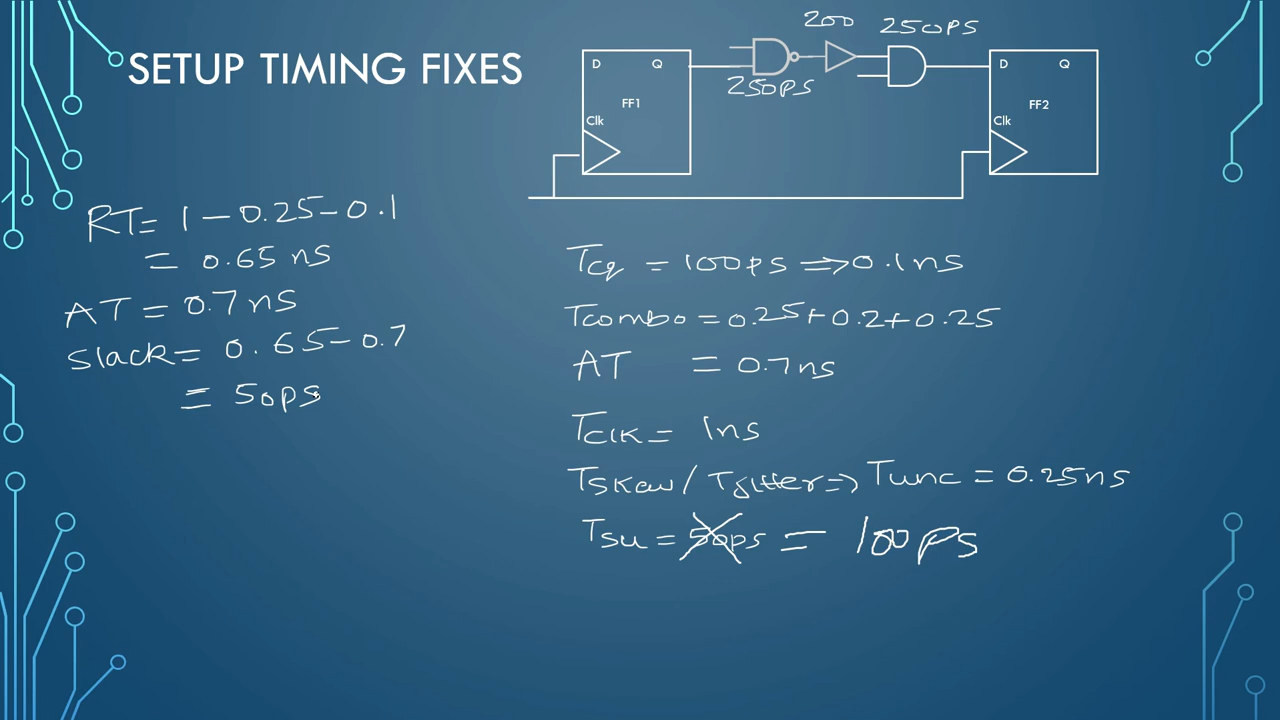 SETUP TIMING FIXES
200 250PS
250PS
D Q
FF1
Clk
D Q
FF2
Clk
RT= 1-0.25-0.1
= 0.65 ns
AT = 0.7 ns
Slack= 0.65-0.7
= 50ps
Tcq = 100ps => 0.1ns
Tcombo = 0.25+0.2+0.25
AT = 0.7ns
TClK = 1ns
TSkew / TJitter => Tunc = 0.25ns
Tsu = 50ps = 100ps